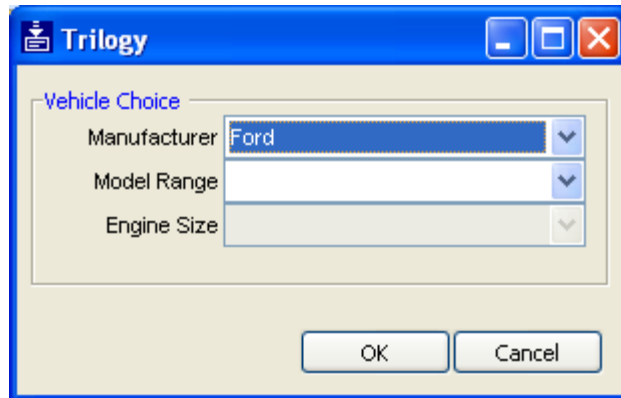 Trilogy
Vehicle Choice
Manufacturer Ford
Model Range
Engine Size
OK Cancel